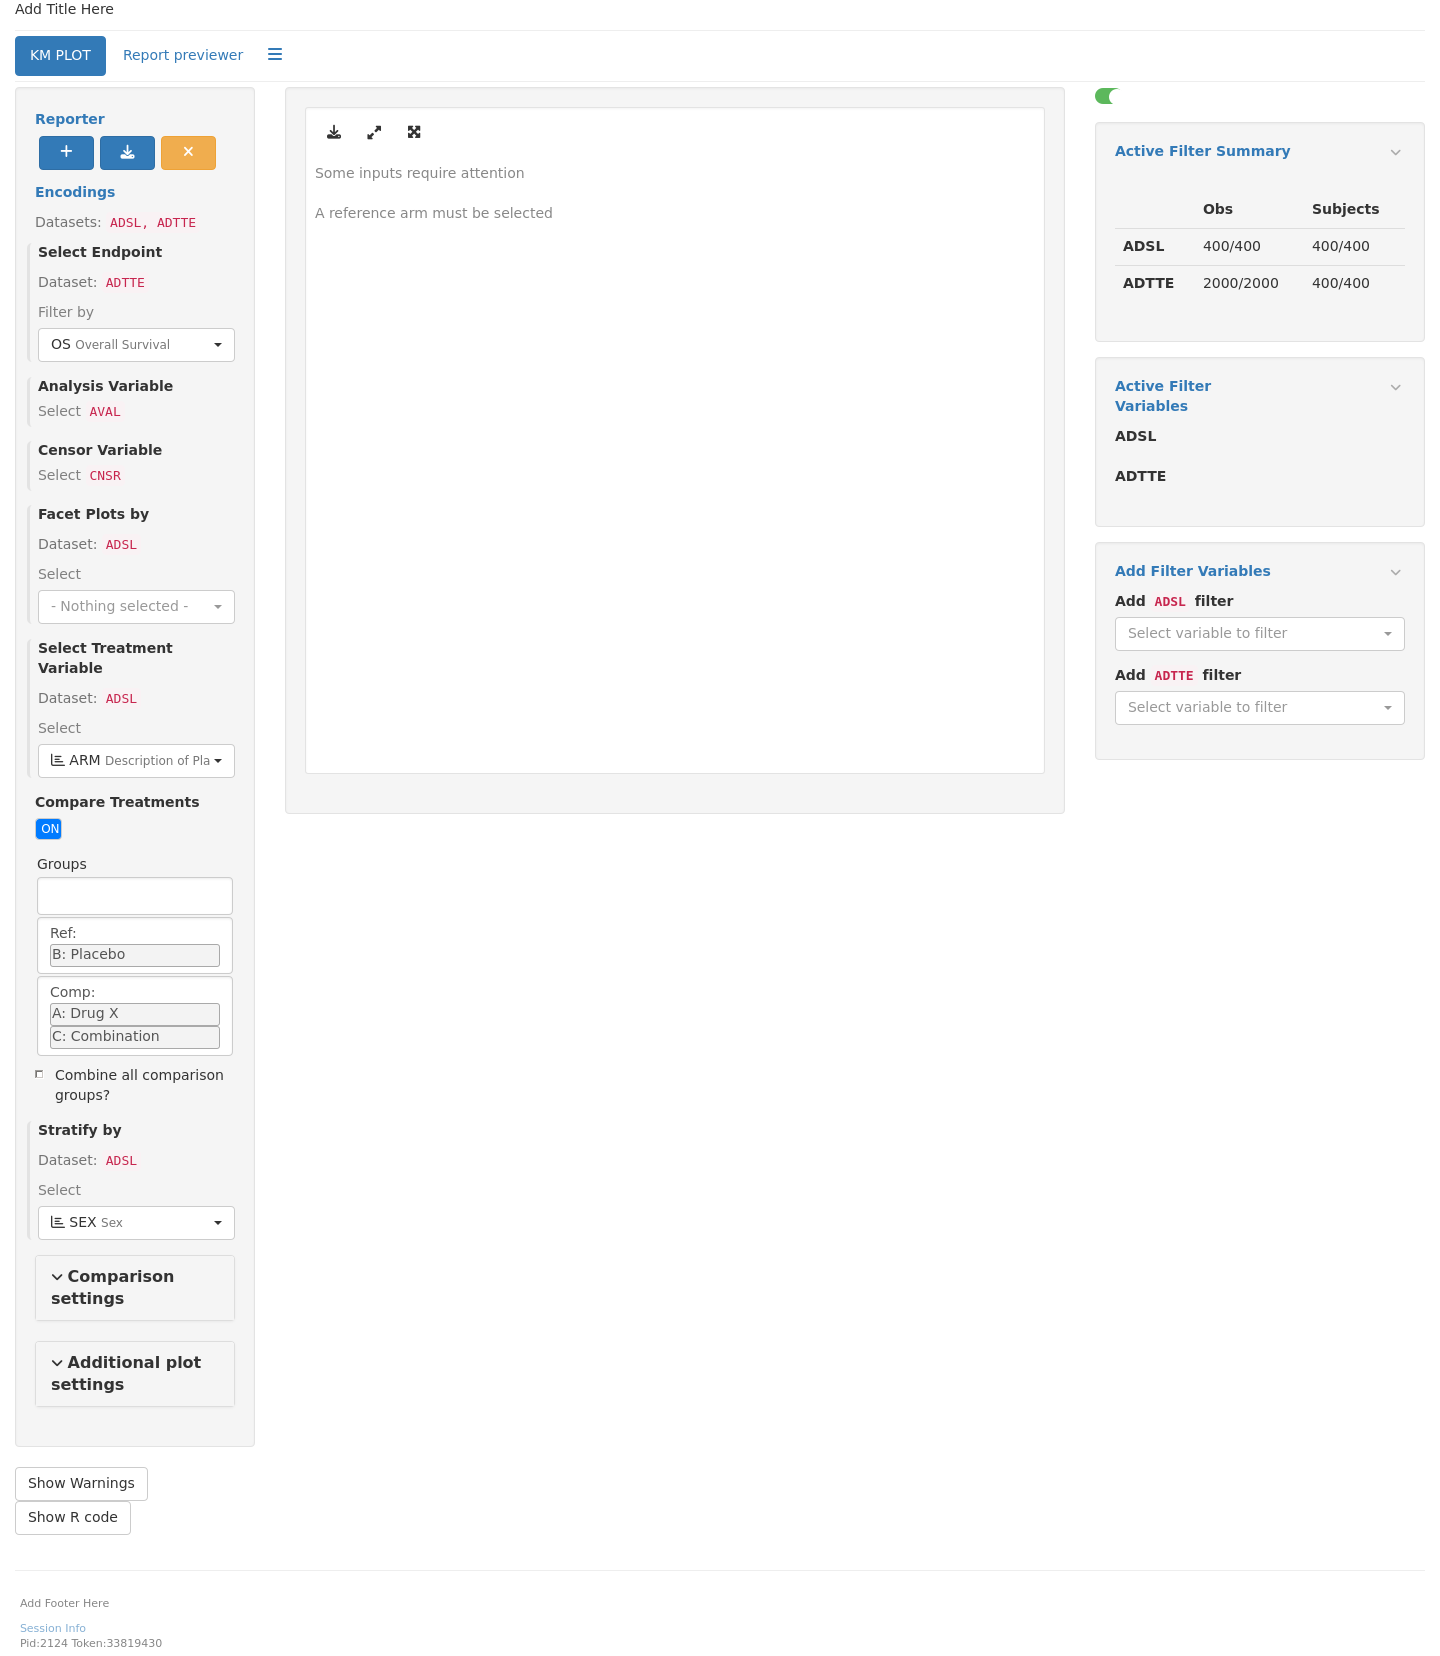 Add Title Here
KM PLOT
Report previewer
Reporter
Encodings
Datasets: ADSL, ADTTE
Select Endpoint
Dataset: ADTTE
Filter by
OS Overall Survival
Analysis Variable
Select AVAL
Censor Variable
Select CNSR
Facet Plots by
Dataset: ADSL
Select
- Nothing selected -
Select Treatment
Variable
Dataset: ADSL
Select
ARM Description of Pla
Compare Treatments
ON
Groups
Ref:
B: Placebo
Comp:
A: Drug X
C: Combination
Combine all comparison
groups?
Stratify by
Dataset: ADSL
Select
SEX Sex
Comparison
settings
Additional plot
settings
Show Warnings
Show R code
Some inputs require attention
A reference arm must be selected
Active Filter Summary
Obs Subjects
ADSL 400/400 400/400
ADTTE 2000/2000 400/400
Active Filter
Variables
ADSL
ADTTE
Add Filter Variables
Add ADSL filter
Select variable to filter
Add ADTTE filter
Select variable to filter
Add Footer Here
Session Info
Pid:2124 Token:33819430